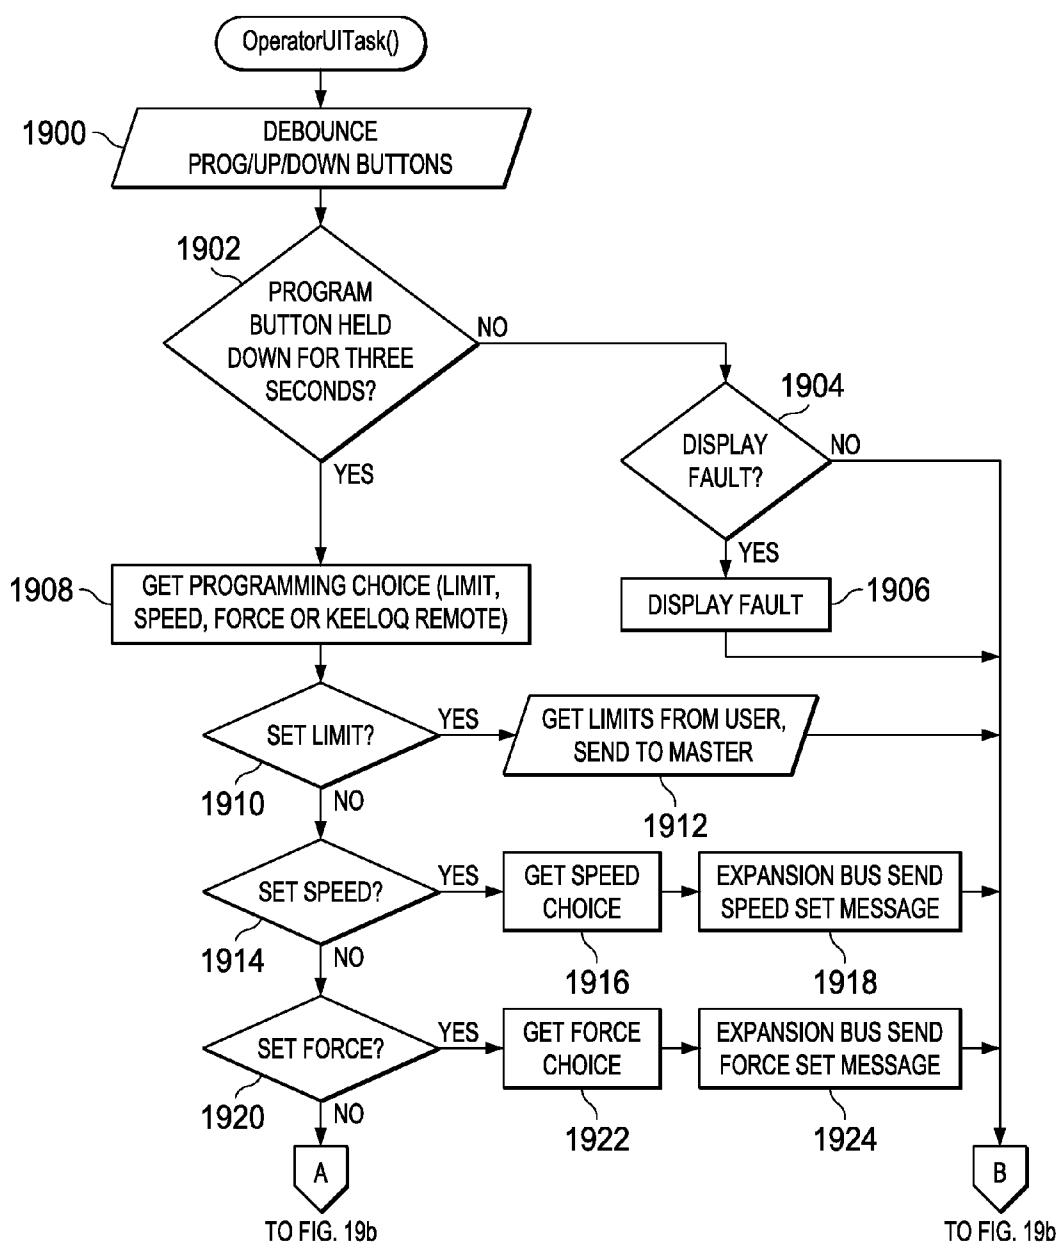 OperatorUITask()
1900
DEBOUNCE
PROG/UP/DOWN BUTTONS
1902
PROGRAM
BUTTON HELD
DOWN FOR THREE
SECONDS?
NO
YES
1904
DISPLAY
FAULT?
NO
YES
1906
DISPLAY FAULT
1908
GET PROGRAMMING CHOICE (LIMIT,
SPEED, FORCE OR KEELOQ REMOTE)
SET LIMIT?
YES
1910
NO
GET LIMITS FROM USER,
SEND TO MASTER
1912
SET SPEED?
YES
1914
NO
GET SPEED
CHOICE
1916
EXPANSION BUS SEND
SPEED SET MESSAGE
1918
SET FORCE?
YES
1920
NO
GET FORCE
CHOICE
1922
EXPANSION BUS SEND
FORCE SET MESSAGE
1924
A
TO FIG. 19b
B
TO FIG. 19b